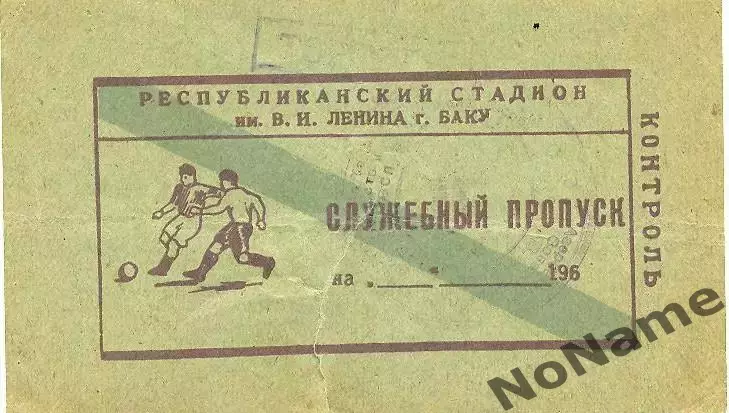 РЕСПУБЛИКАНСКИЙ СТАДИОН
им. В. И. ЛЕНИНА г. БАКУ
СЛУЖЕБНЫЙ ПРОПУСК
на . 196
КОНТРОЛЬ
NoName